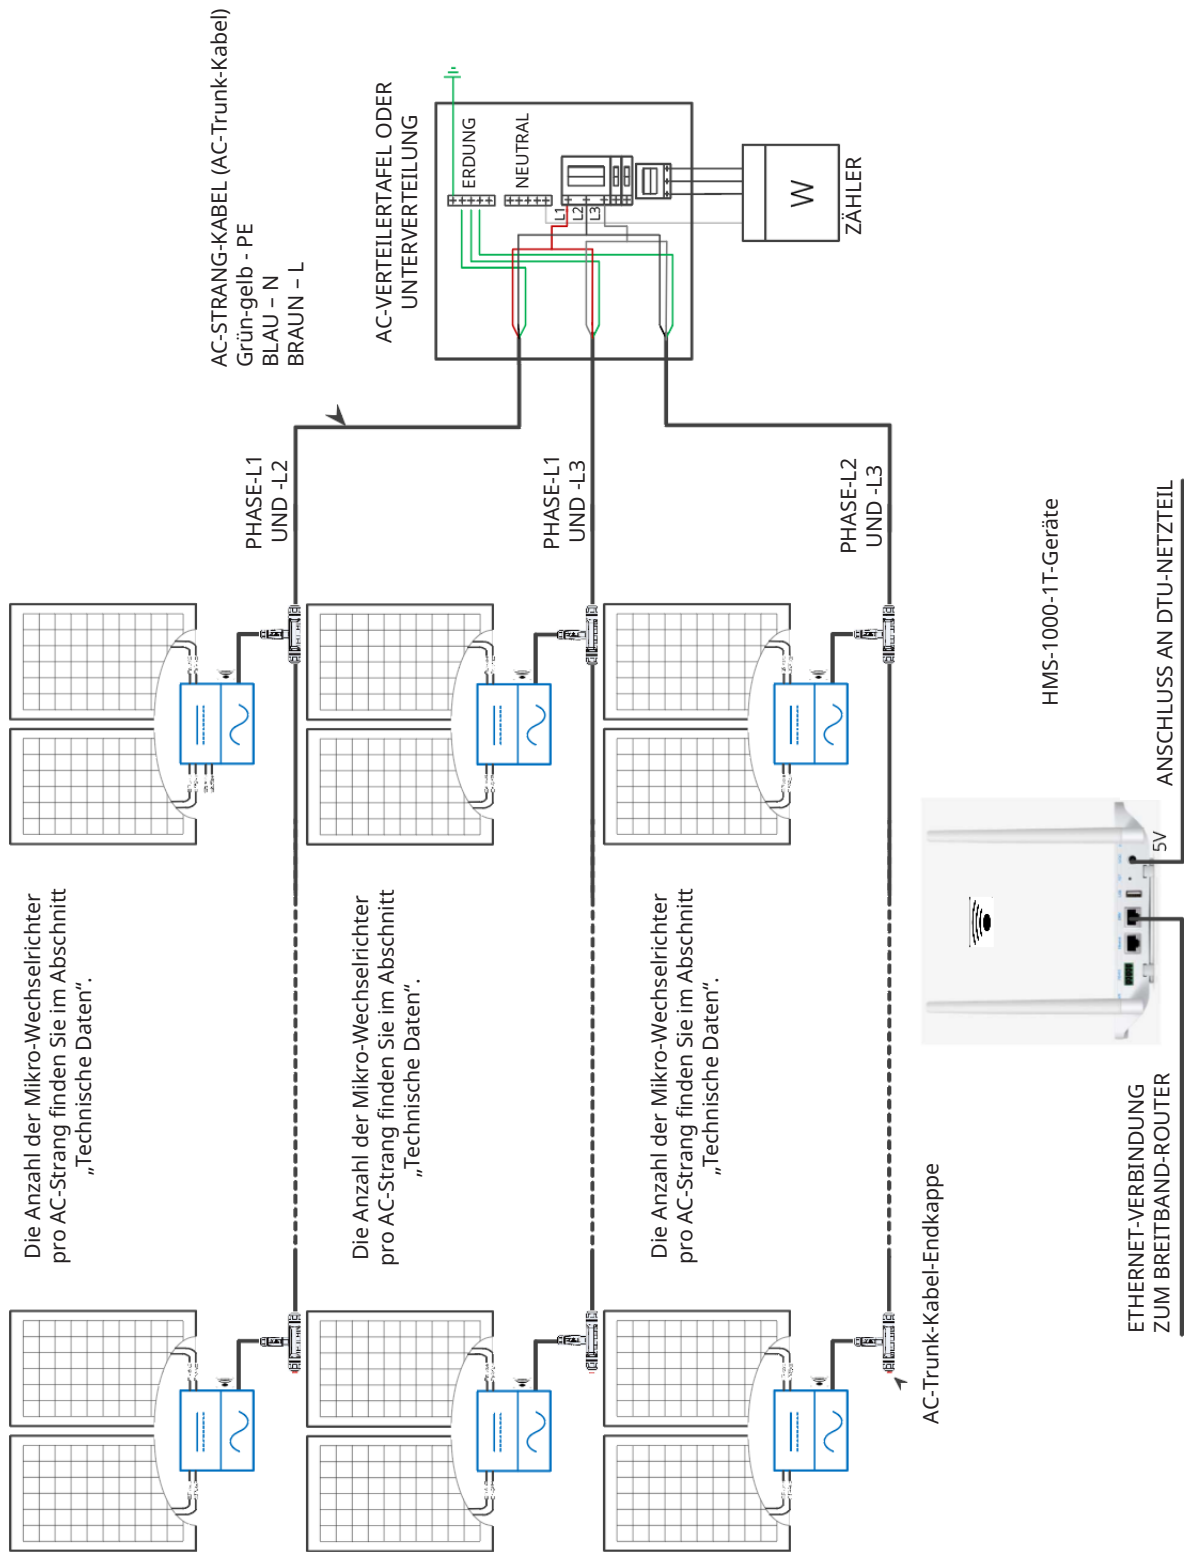 AC-STRANG-KABEL (AC-Trunk-Kabel)
Grün-gelb - PE
BLAU – N
BRAUN – L
AC-VERTEILERTAFEL ODER
UNTERVERTEILUNG
ERDUNG
NEUTRAL
L1
L2
L3
W
ZÄHLER
PHASE-L1
UND -L2
PHASE-L1
UND -L3
PHASE-L2
UND -L3
Die Anzahl der Mikro-Wechselrichter
pro AC-Strang finden Sie im Abschnitt
„Technische Daten“.
Die Anzahl der Mikro-Wechselrichter
pro AC-Strang finden Sie im Abschnitt
„Technische Daten“.
Die Anzahl der Mikro-Wechselrichter
pro AC-Strang finden Sie im Abschnitt
„Technische Daten“.
HMS-1000-1T-Geräte
ANSCHLUSS AN DTU-NETZTEIL
5V
AC-Trunk-Kabel-Endkappe
ETHERNET-VERBINDUNG
ZUM BREITBAND-ROUTER